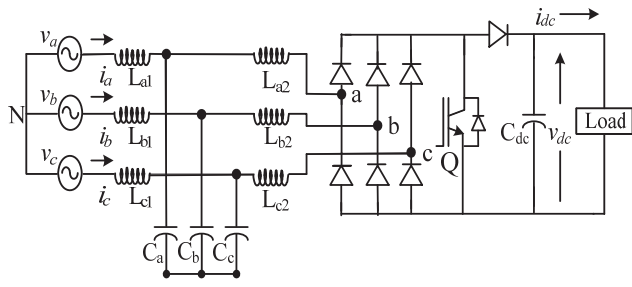 v_a
i_a
L_a1
L_a2
i_dc
N
v_b
i_b
L_b1
L_b2
a
b
c
Q
C_dc
v_dc
Load
v_c
i_c
L_c1
L_c2
C_a
C_b
C_c